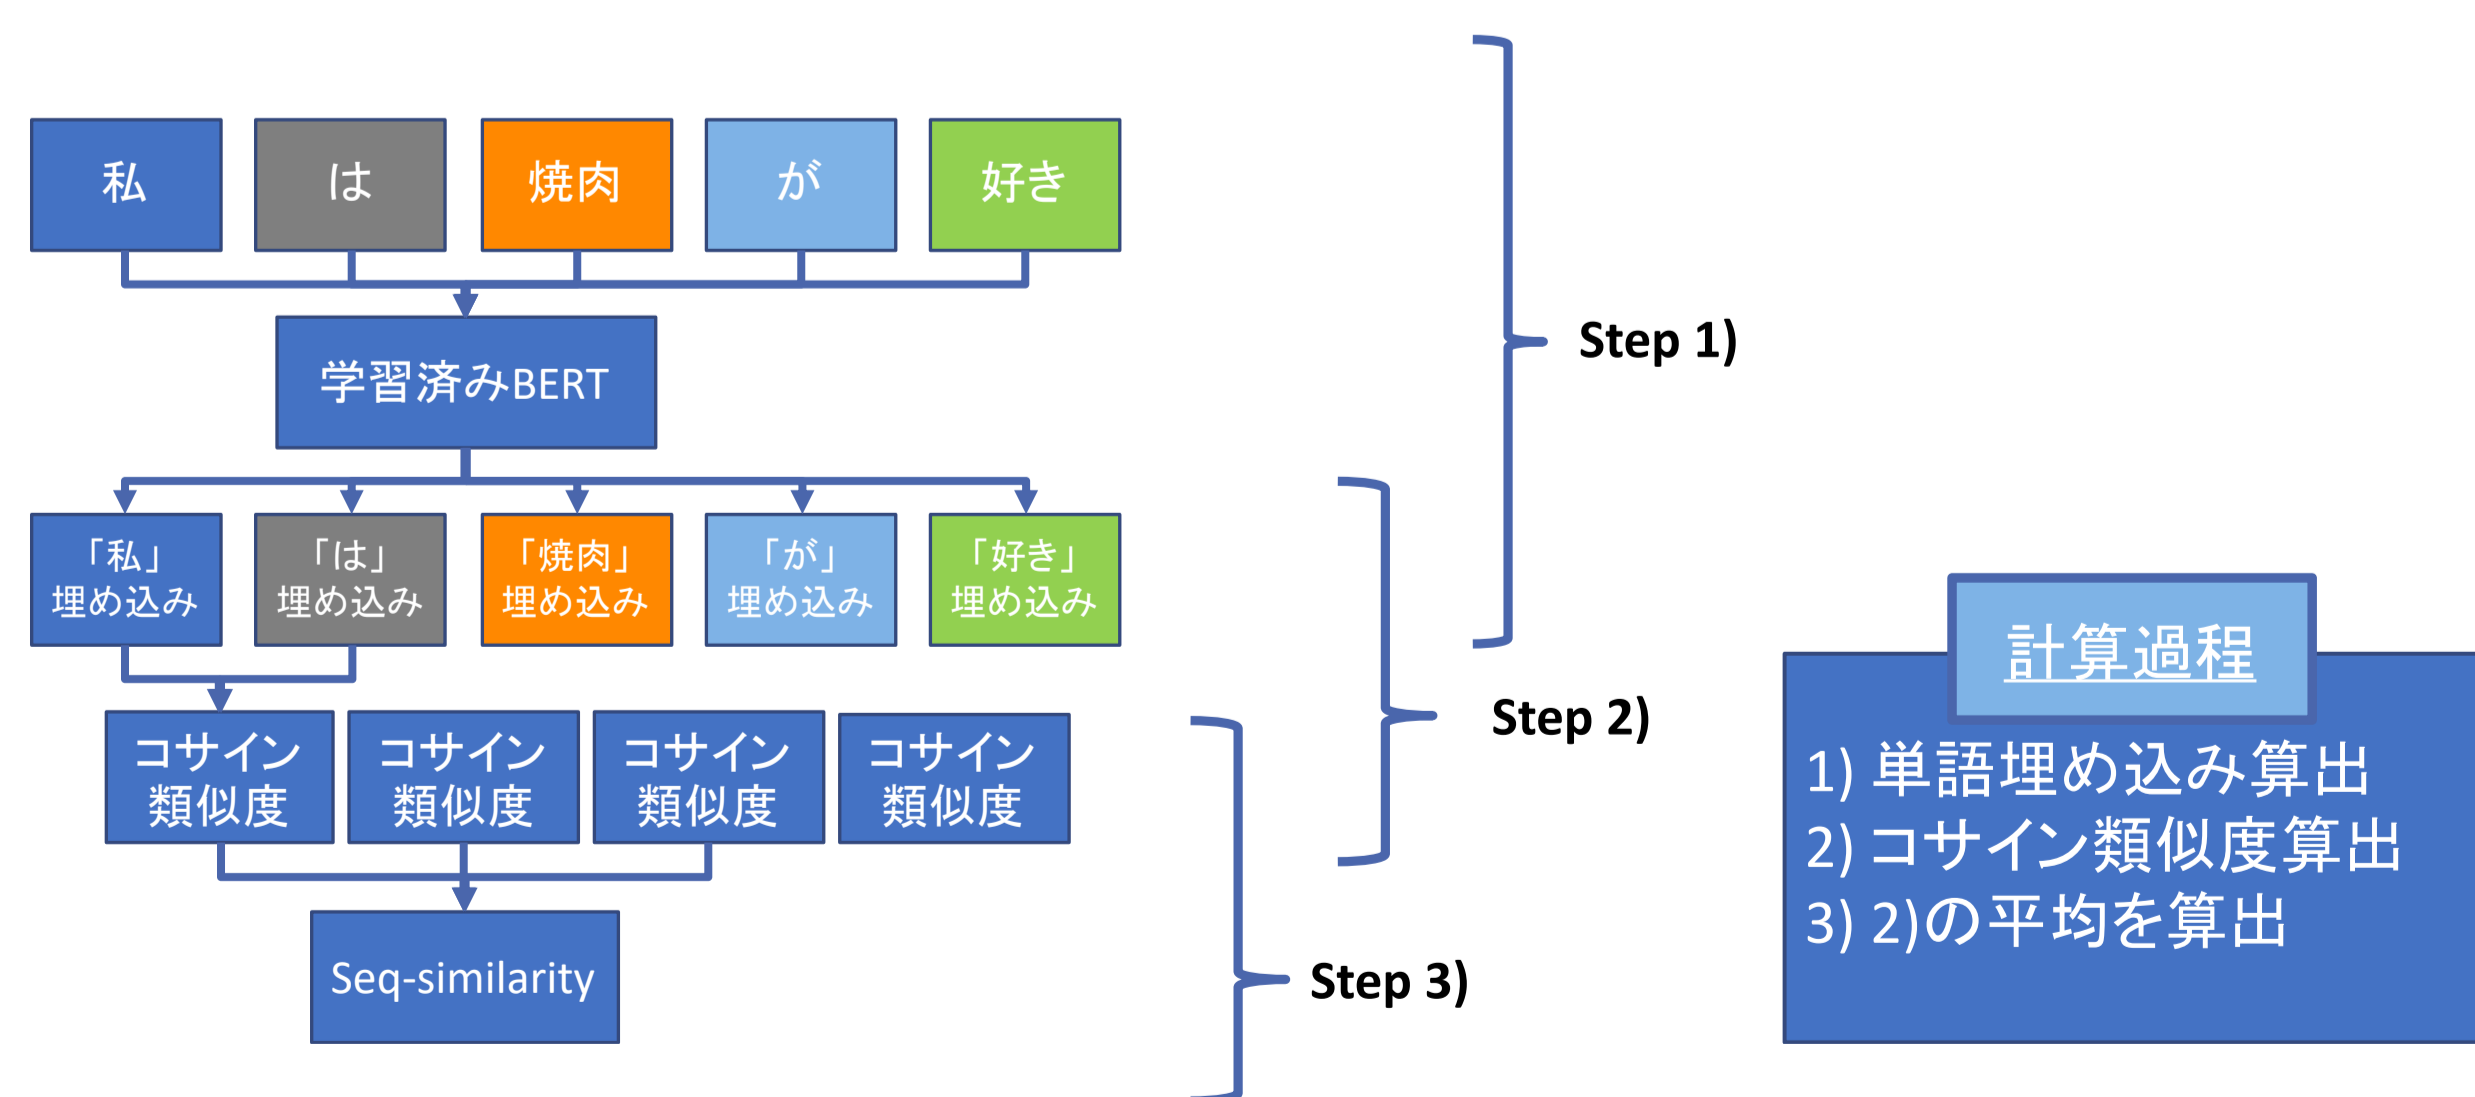 私
は
焼肉
が
好き
学習済みBERT
Step 1)
「私」
埋め込み
「は」
埋め込み
「焼肉」
埋め込み
「が」
埋め込み
「好き」
埋め込み
Step 2)
コサイン
類似度
コサイン
類似度
コサイン
類似度
コサイン
類似度
Seq-similarity
Step 3)
計算過程
1) 単語埋め込み算出
2) コサイン類似度算出
3) 2)の平均を算出